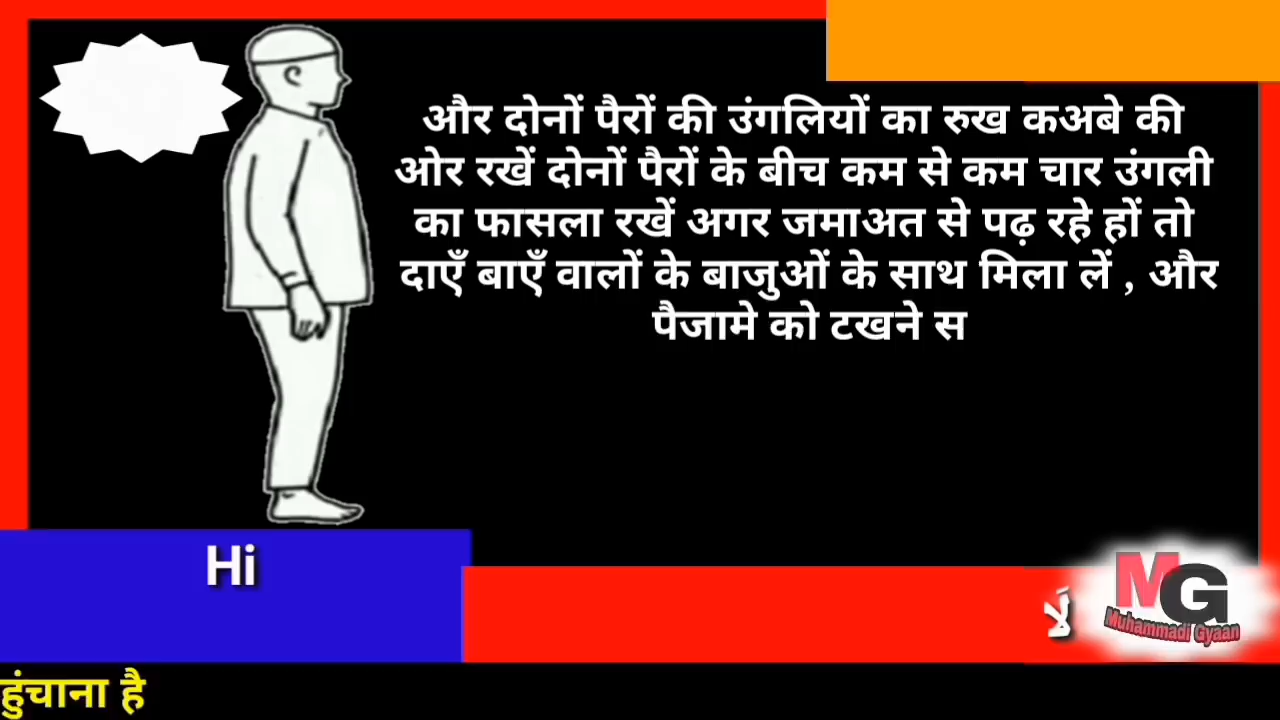 और दोनों पैरों की उंगलियों का रुख कअबे की
ओर रखें दोनों पैरों के बीच कम से कम चार उंगली
का फासला रखें अगर जमाअत से पढ़ रहे हों तो
दाएँ बाएँ वालों के बाजुओं के साथ मिला लें , और
पैजामे को टखने स
Hi
لَا
MG
Muhammadi Gyaan
हुंचाना है